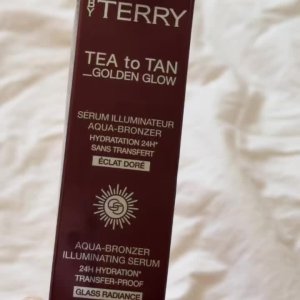 BY TERRY
TEA to TAN
_GOLDEN GLOW
SÉRUM ILLUMINATEUR
AQUA-BRONZER
HYDRATATION 24H*
SANS TRANSFERT
ÉCLAT DORÉ
AQUA-BRONZER
ILLUMINATING SERUM
24H HYDRATION*
TRANSFER-PROOF
GLASS RADIANCE